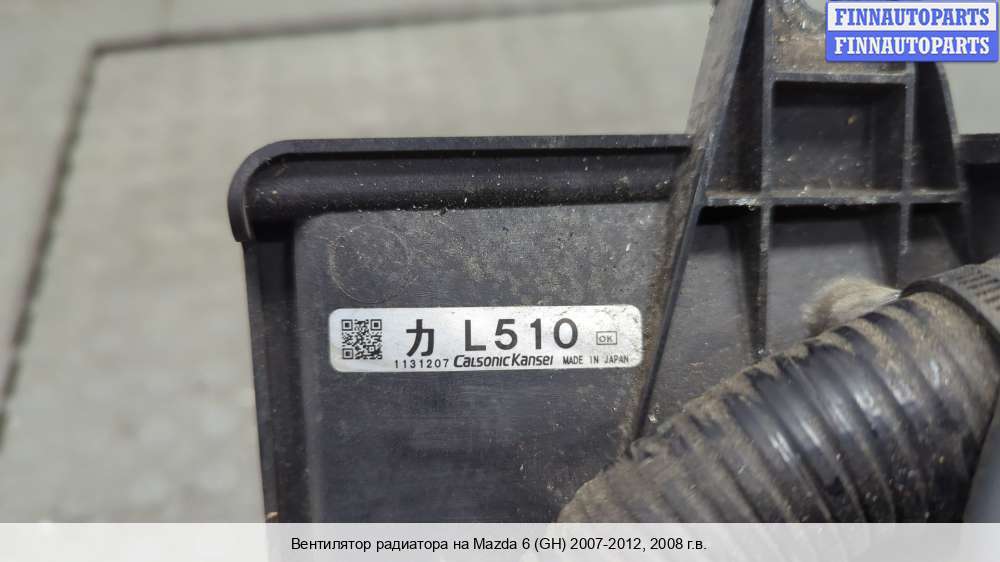 FINNAUTOPARTS
FINNAUTOPARTS
カ L510 OK
1131207 CalsonicKansei MADE IN JAPAN
Вентилятор радиатора на Mazda 6 (GH) 2007-2012, 2008 г.в.